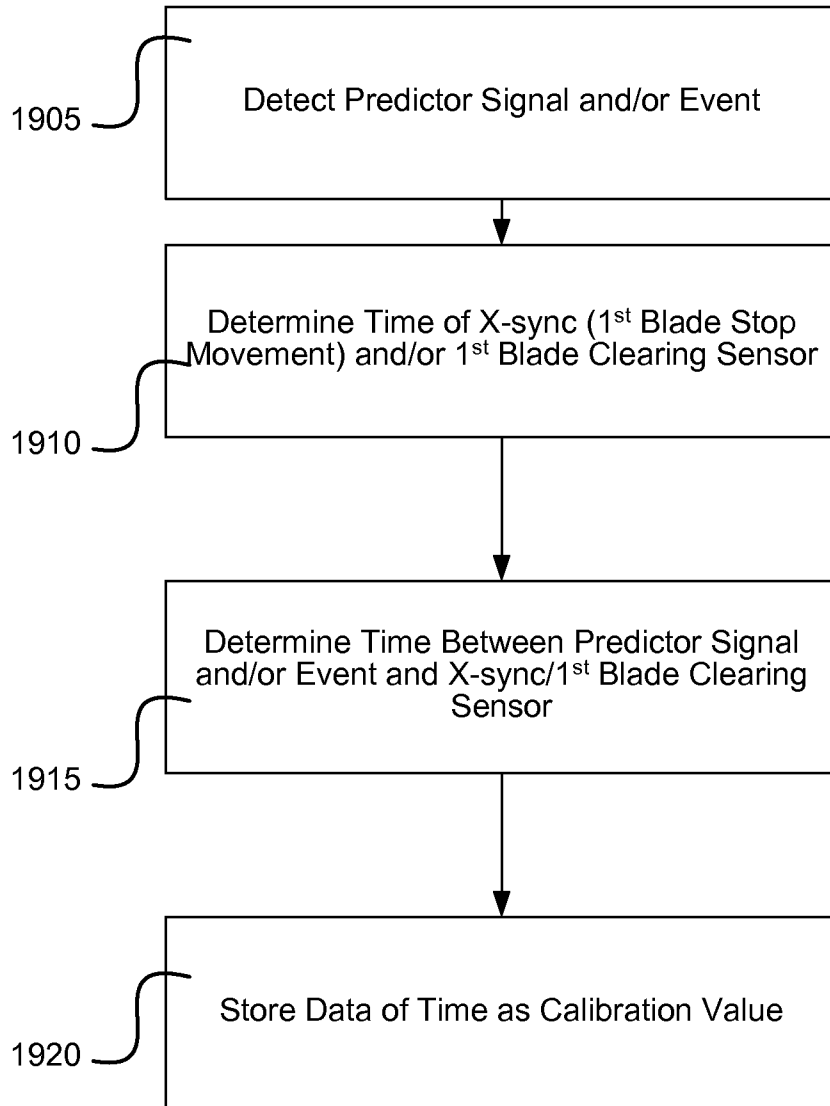 1905
Detect Predictor Signal and/or Event
1910
Determine Time of X-sync (1st Blade Stop
Movement) and/or 1st Blade Clearing Sensor
1915
Determine Time Between Predictor Signal
and/or Event and X-sync/1st Blade Clearing
Sensor
1920
Store Data of Time as Calibration Value